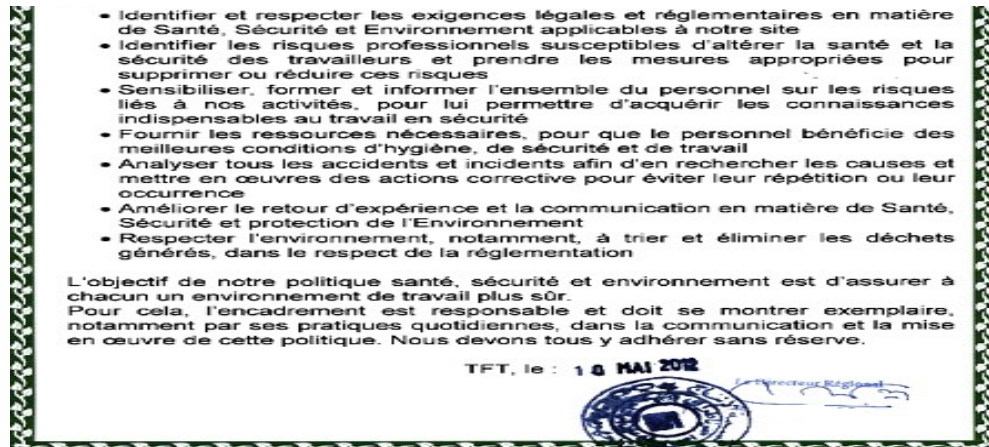 • Identifier et respecter les exigences légales et réglementaires en matière
de Santé, Sécurité et Environnement applicables à notre site
• Identifier les risques professionnels susceptibles d'altérer la santé et la
sécurité des travailleurs et prendre les mesures appropriées pour
supprimer ou réduire ces risques
• Sensibiliser, former et informer l'ensemble du personnel sur les risques
liés à nos activités, pour lui permettre d'acquérir les connaissances
indispensables au travail en sécurité
• Fournir les ressources nécessaires, pour que le personnel bénéficie des
meilleures conditions d'hygiène, de sécurité et de travail
• Analyser tous les accidents et incidents afin d'en rechercher les causes et
mettre en œuvres des actions corrective pour éviter leur répétition ou leur
occurrence
• Améliorer le retour d'expérience et la communication en matière de Santé,
Sécurité et protection de l'Environnement
• Respecter l'environnement, notamment, à trier et éliminer les déchets
générés, dans le respect de la réglementation
L'objectif de notre politique santé, sécurité et environnement est d'assurer à
chacun un environnement de travail plus sûr.
Pour cela, l'encadrement est responsable et doit se montrer exemplaire,
notamment par ses pratiques quotidiennes, dans la communication et la mise
en œuvre de cette politique. Nous devons tous y adhérer sans réserve.
TFT, le : MAI 2012
Le Directeur Régional